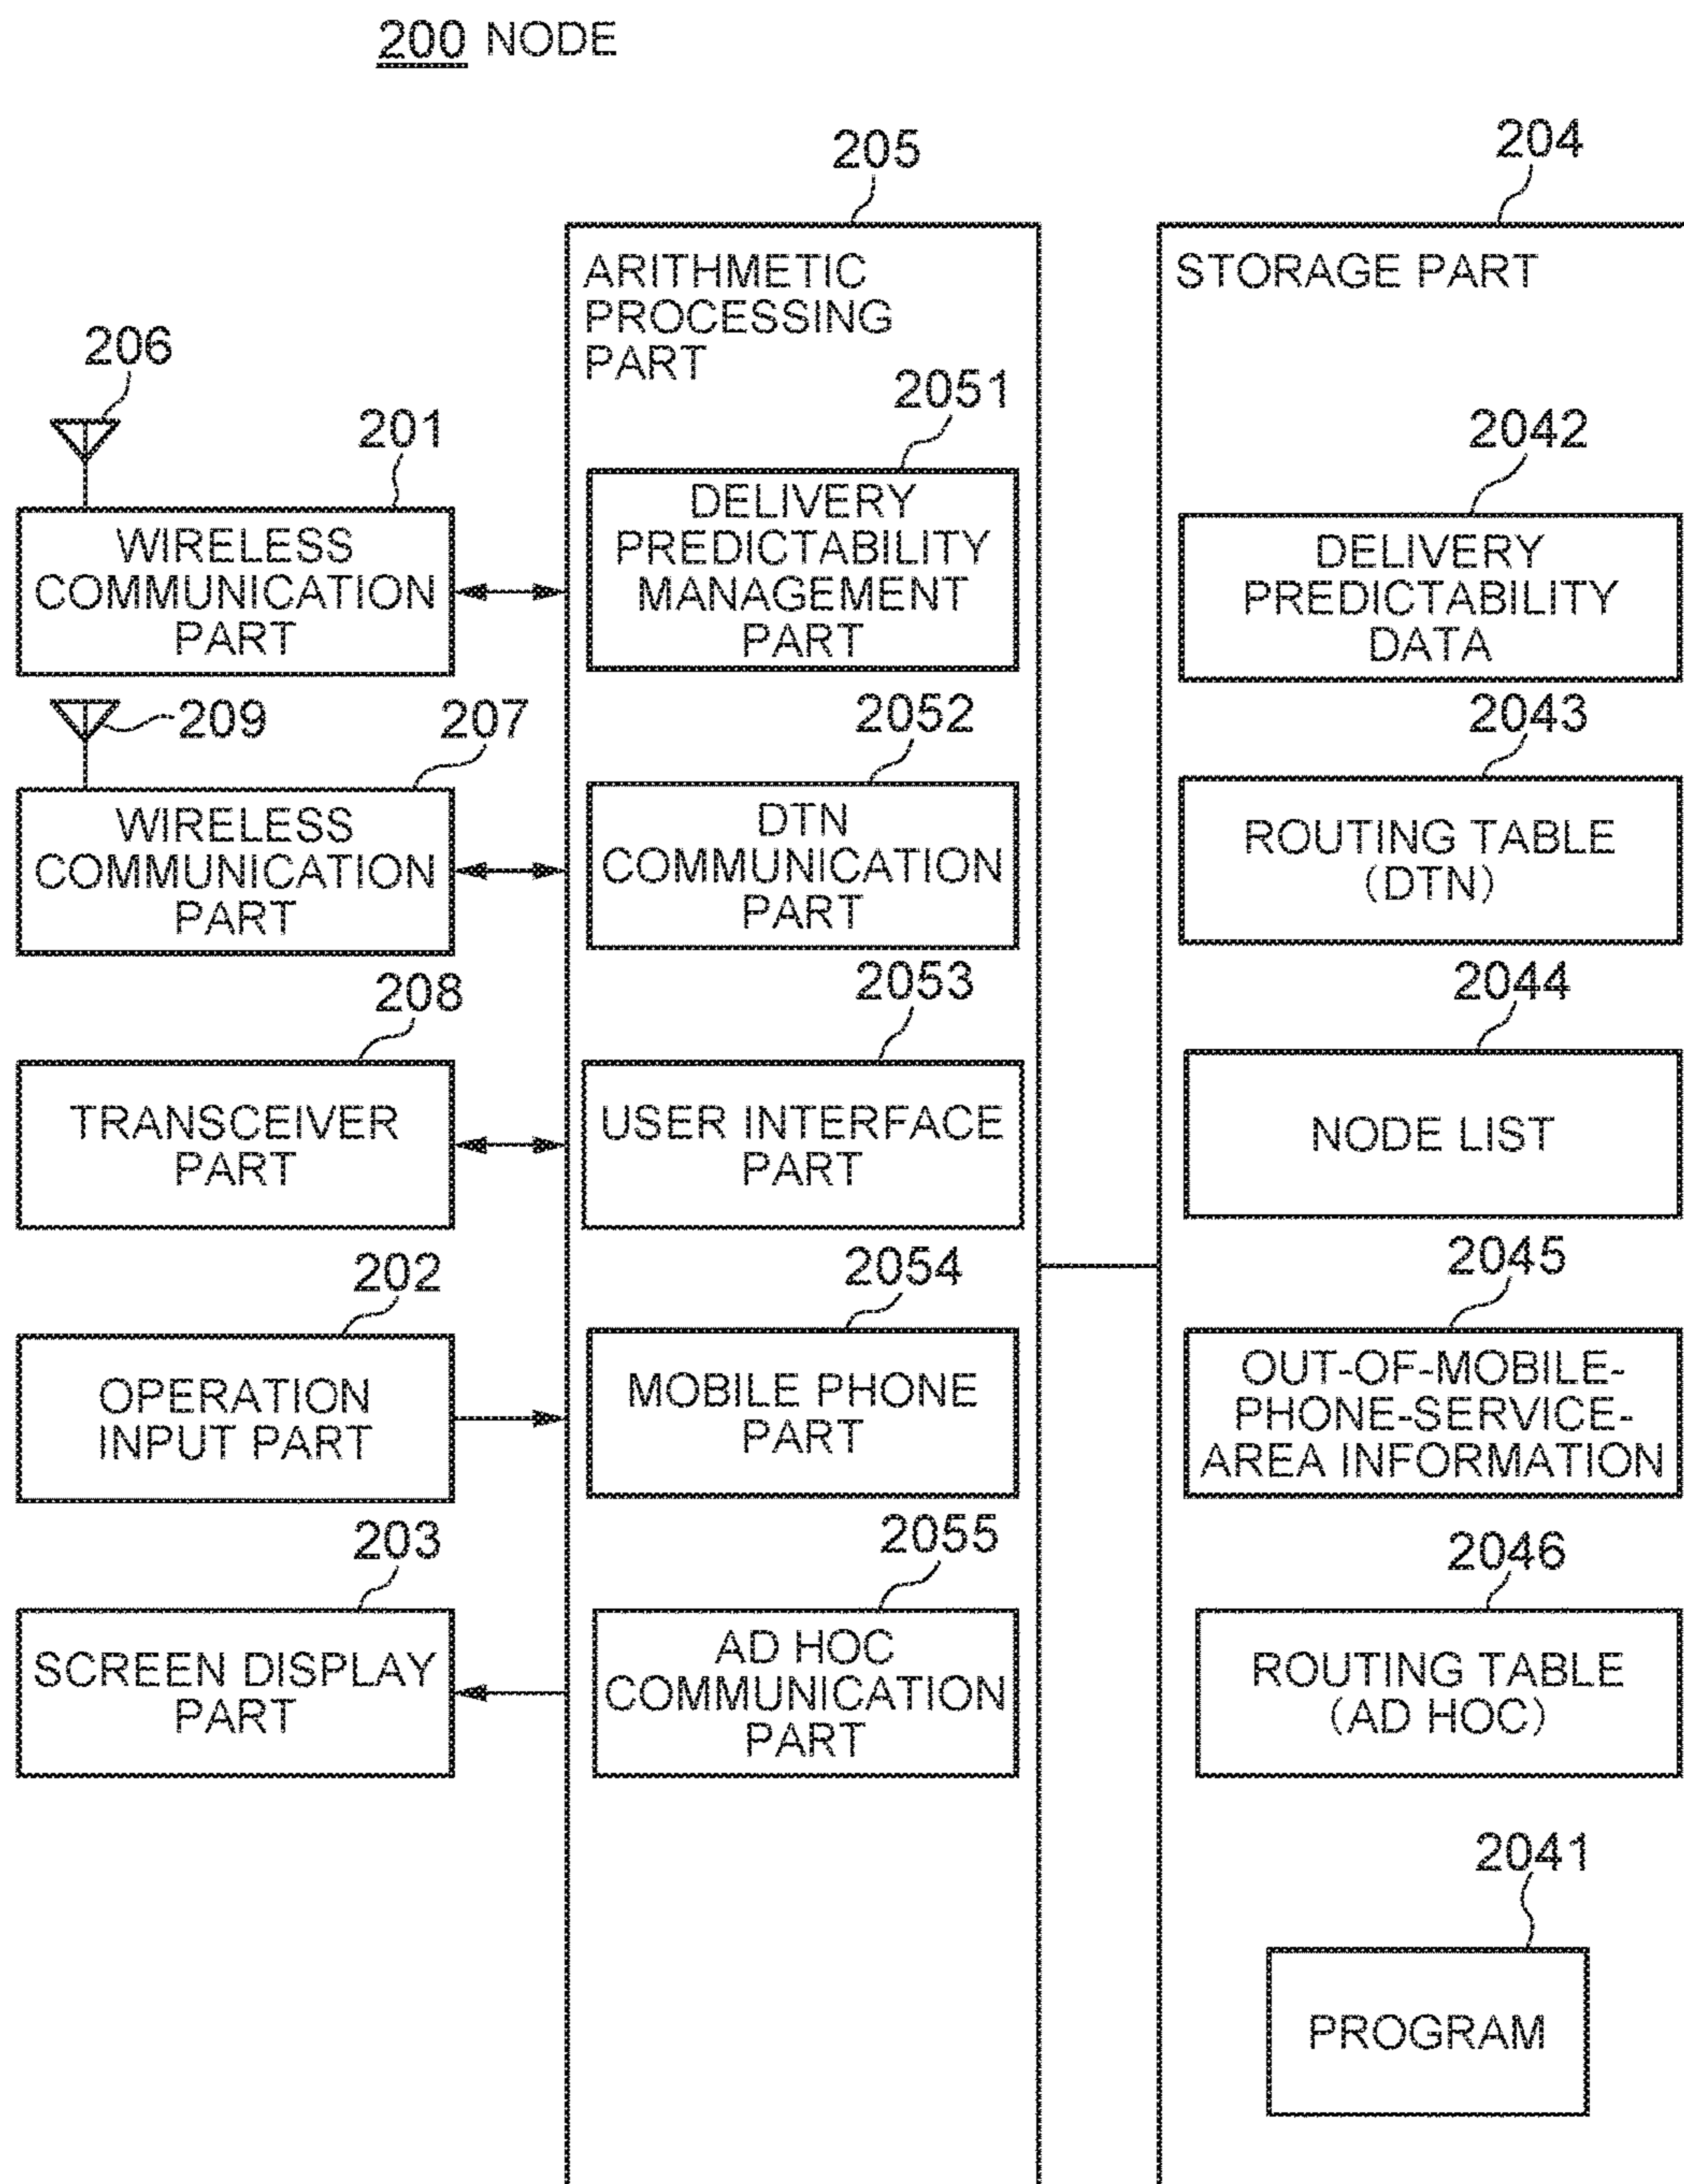 200 NODE
205
204
ARITHMETIC
PROCESSING
PART
STORAGE PART
206
201
WIRELESS
COMMUNICATION
PART
2051
DELIVERY
PREDICTABILITY
MANAGEMENT
PART
2042
DELIVERY
PREDICTABILITY
DATA
209
207
WIRELESS
COMMUNICATION
PART
2052
DTN
COMMUNICATION
PART
2043
ROUTING TABLE
(DTN)
208
TRANSCEIVER
PART
2053
USER INTERFACE
PART
2044
NODE LIST
202
OPERATION
INPUT PART
2054
MOBILE PHONE
PART
2045
OUT-OF-MOBILE-
PHONE-SERVICE-
AREA INFORMATION
203
SCREEN DISPLAY
PART
2055
AD HOC
COMMUNICATION
PART
2046
ROUTING TABLE
(AD HOC)
2041
PROGRAM